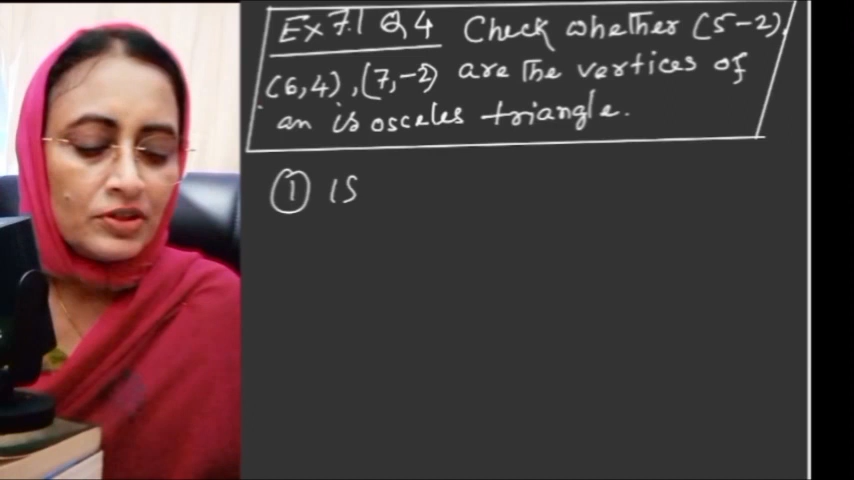 Ex 7.1 Q 4 Check whether (5-2),
(6,4), (7,-2) are the vertices of
an isosceles triangle.
① is